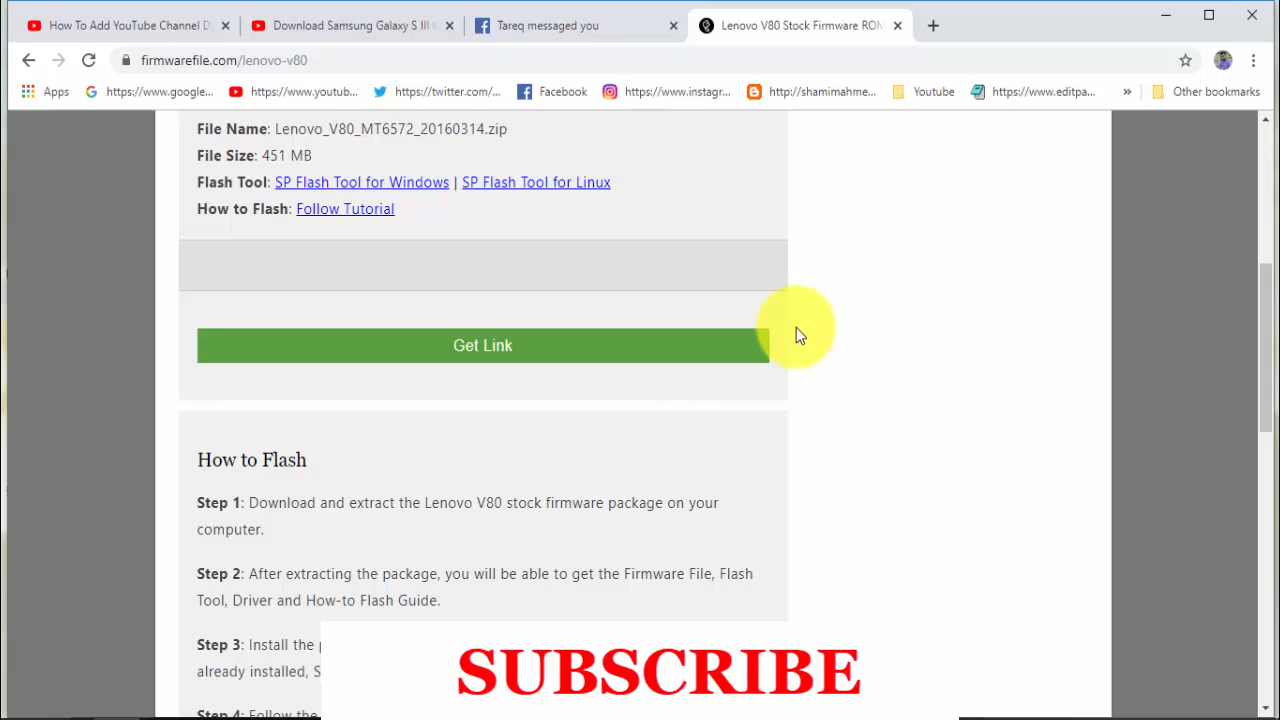 How To Add YouTube Channel D
Download Samsung Galaxy S III
Tareq messaged you
Lenovo V80 Stock Firmware ROM
firmwarefile.com/lenovo-v80
Apps
https://www.google...
https://www.youtub...
https://twitter.com/...
Facebook
https://www.instagr...
http://shamimahme...
Youtube
https://www.editpa...
»
Other bookmarks
File Name: Lenovo_V80_MT6572_20160314.zip
File Size: 451 MB
Flash Tool: SP Flash Tool for Windows | SP Flash Tool for Linux
How to Flash: Follow Tutorial
Get Link
How to Flash
Step 1: Download and extract the Lenovo V80 stock firmware package on your
computer.
Step 2: After extracting the package, you will be able to get the Firmware File, Flash
Tool, Driver and How-to Flash Guide.
Step 3: Install the
already installed, S
Step 4: Follow the
SUBSCRIBE